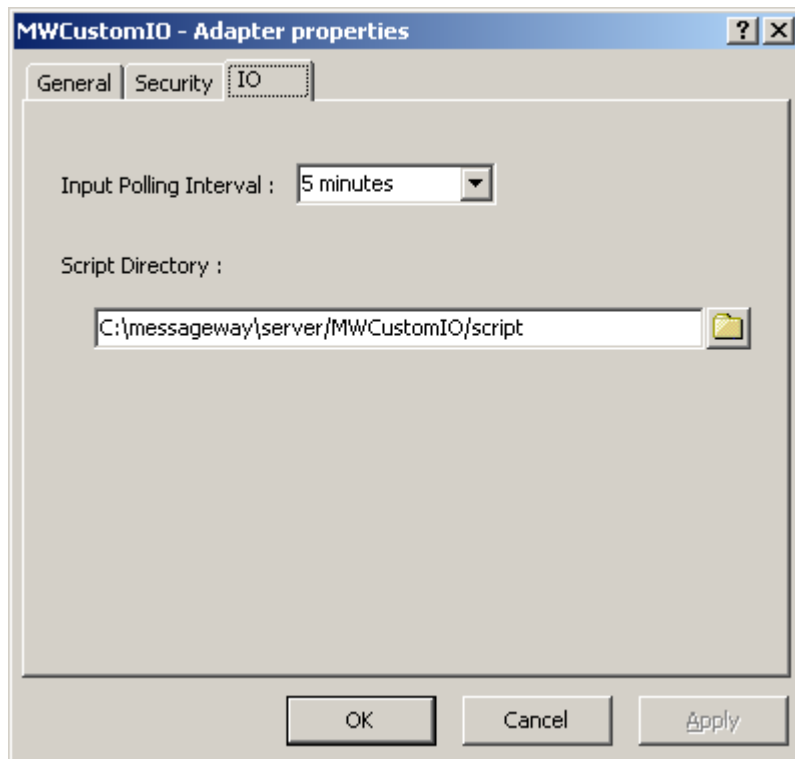 MWCustomIO - Adapter properties
General Security IO
Input Polling Interval : 5 minutes
Script Directory :
C:\messageway\server/MWCustomIO/script
OK Cancel Apply